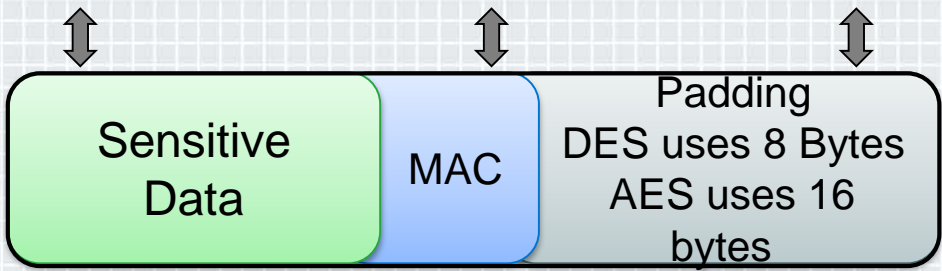 Sensitive
Data
MAC
Padding
DES uses 8 Bytes
AES uses 16
bytes